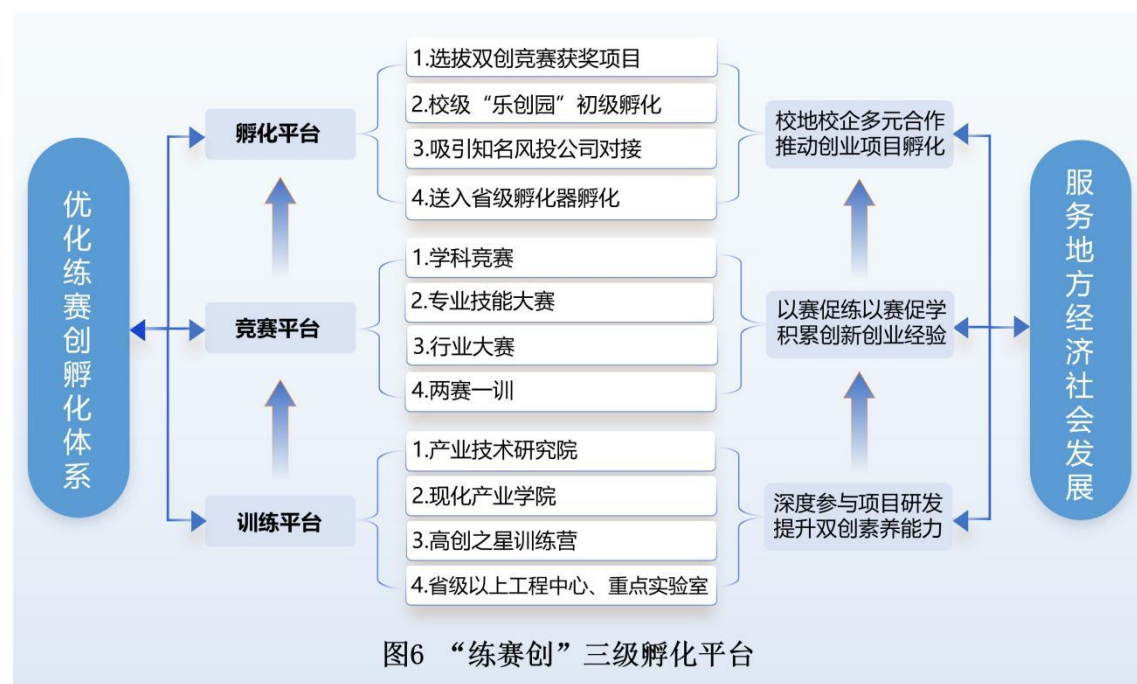 优化练赛创孵化体系
孵化平台
1.选拔双创竞赛获奖项目
2.校级“乐创园”初级孵化
3.吸引知名风投公司对接
4.送入省级孵化器孵化
校地校企多元合作
推动创业项目孵化
竞赛平台
1.学科竞赛
2.专业技能大赛
3.行业大赛
4.两赛一训
以赛促练以赛促学
积累创新创业经验
训练平台
1.产业技术研究院
2.现化产业学院
3.高创之星训练营
4.省级以上工程中心、重点实验室
深度参与项目研发
提升双创素养能力
服务地方经济社会发展
图6 “练赛创”三级孵化平台